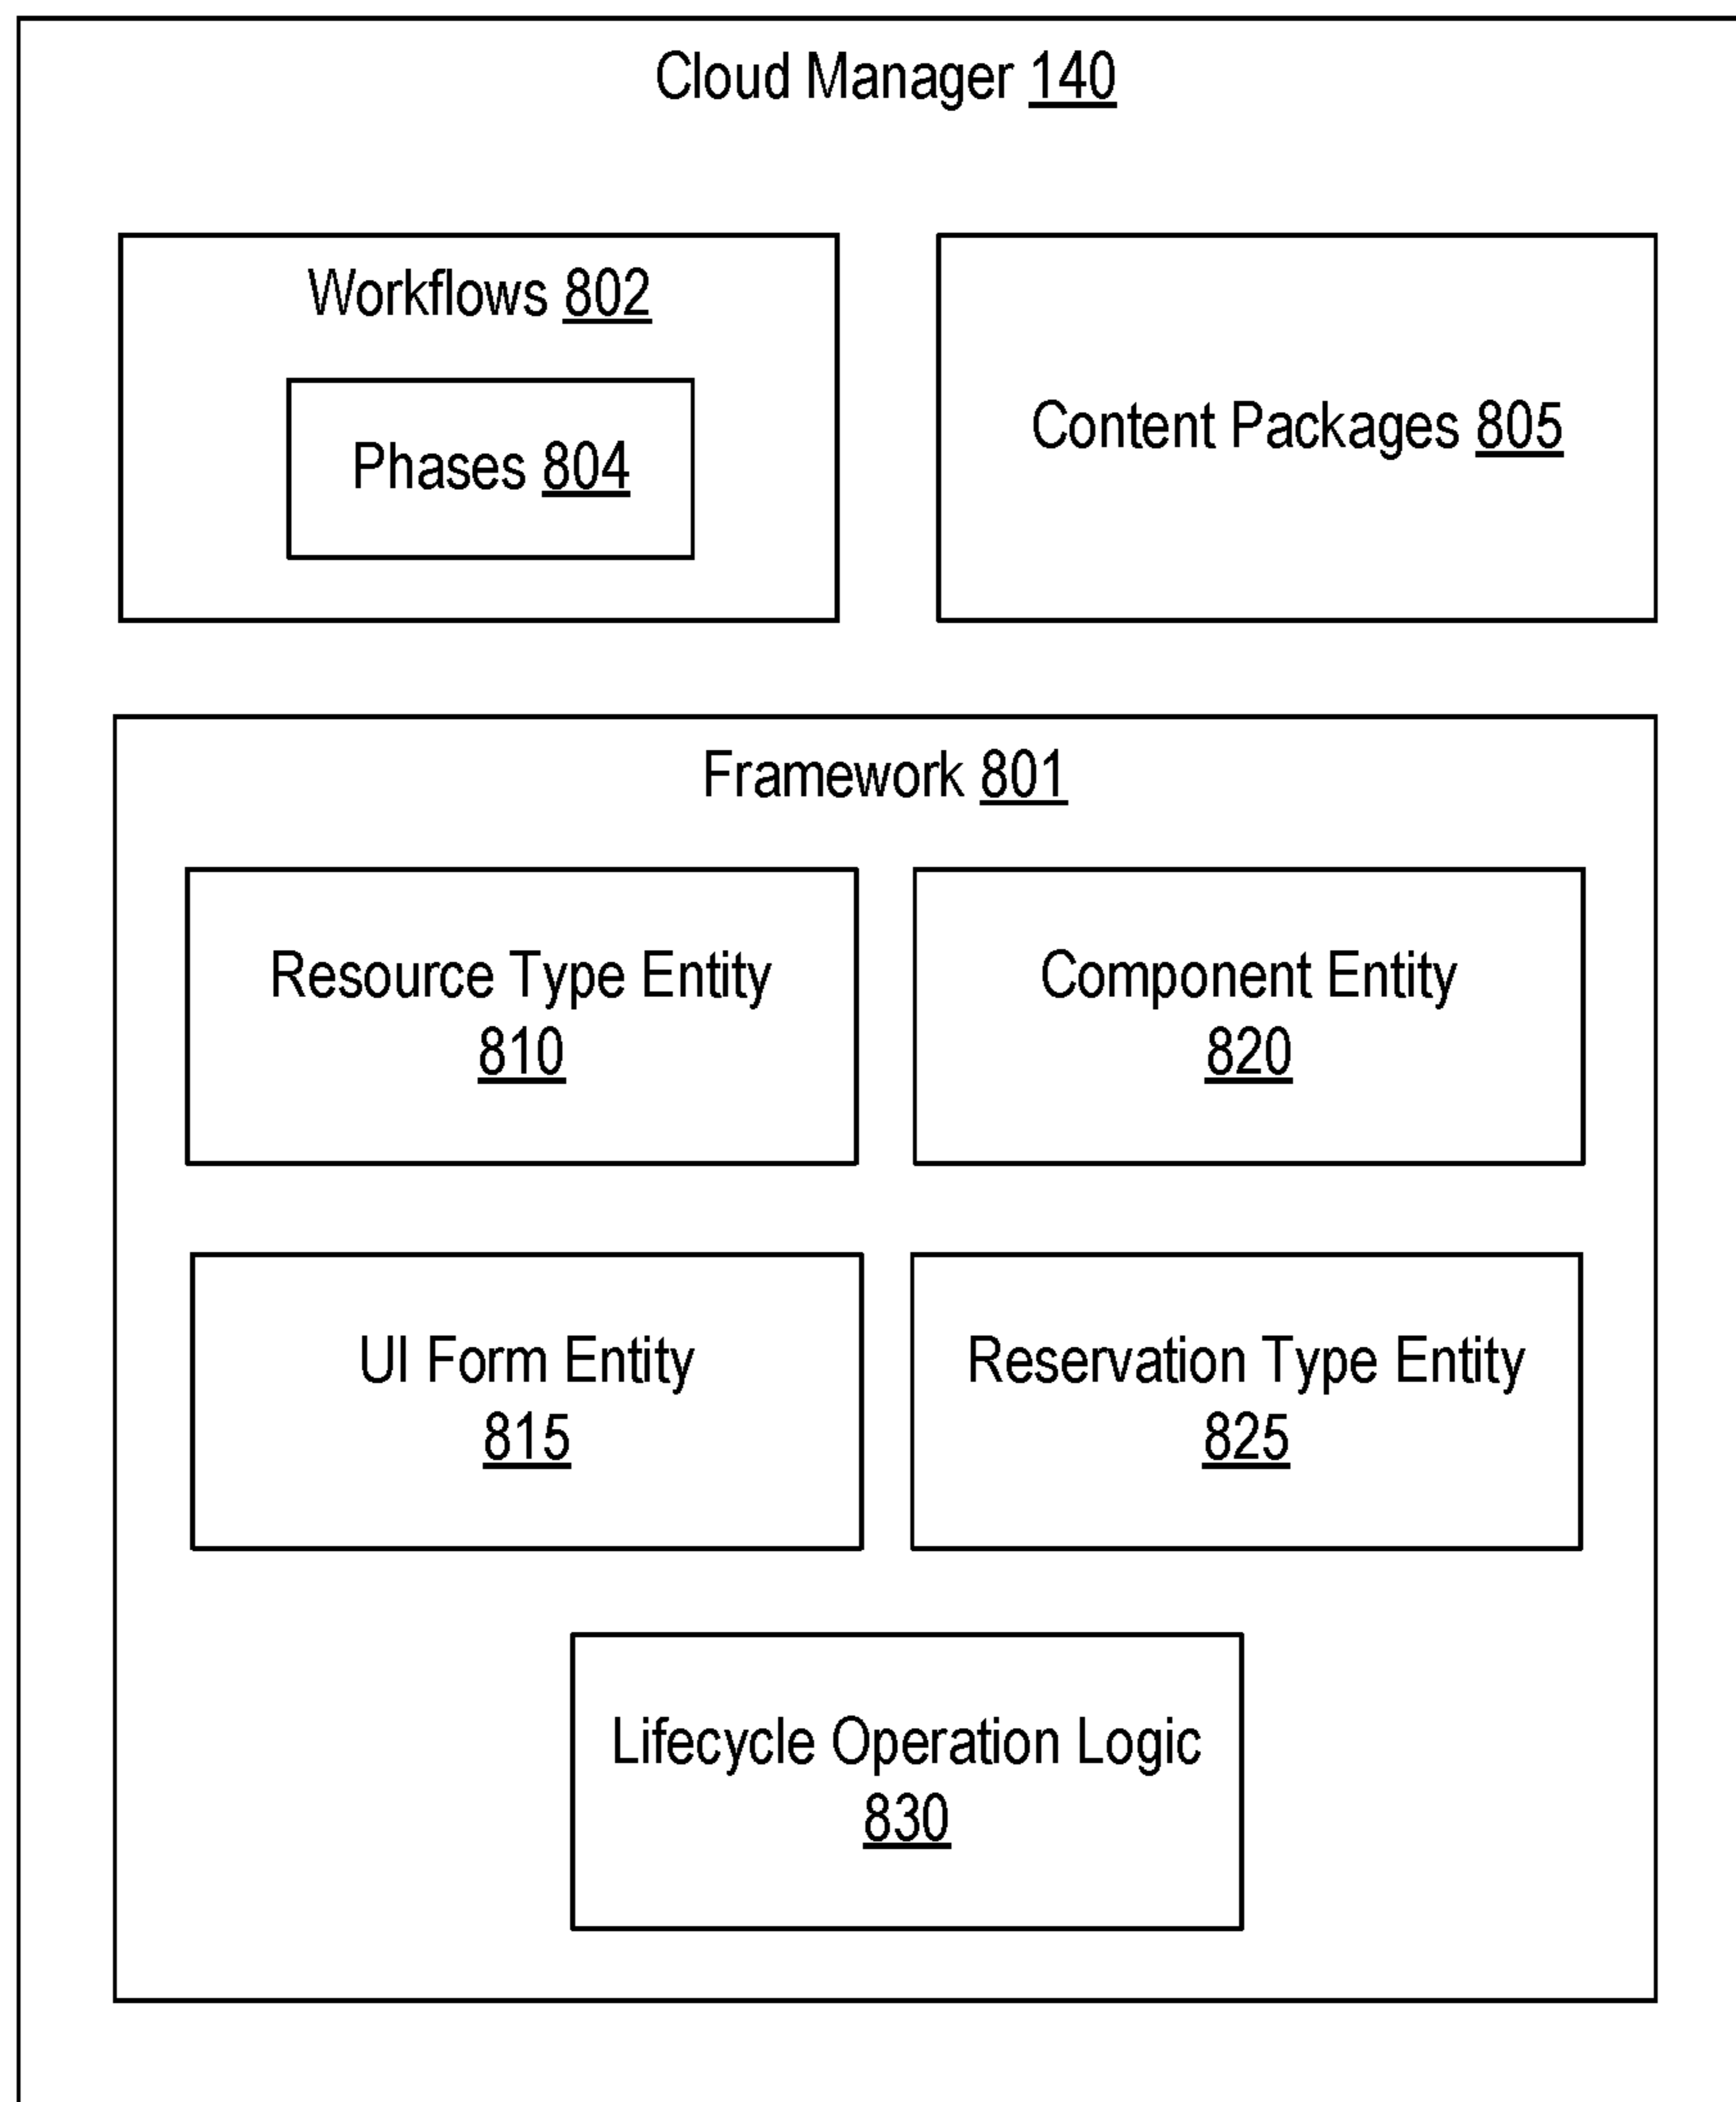 Cloud Manager 140
Workflows 802
Phases 804
Content Packages 805
Framework 801
Resource Type Entity
810
Component Entity
820
UI Form Entity
815
Reservation Type Entity
825
Lifecycle Operation Logic
830